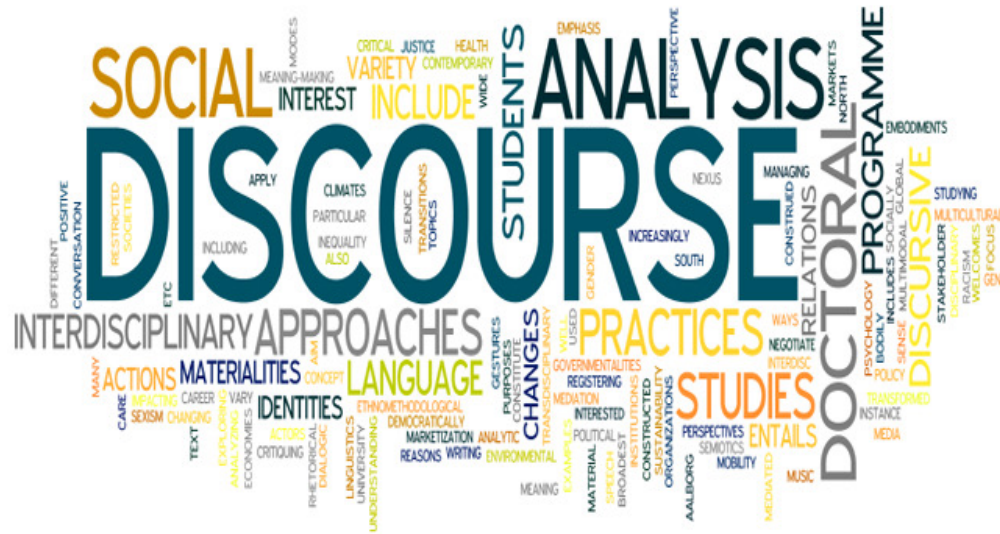 SOCIAL
MODES
MEANING-MAKING
INTEREST
CRITICAL
JUSTICE
HEALTH
VARIETY
CONTEMPORARY
INCLUDE
WIDE
STUDENTS
EMPHASIS
ANALYSIS
PERSPECTIVE
MARKETS
NORTH
DOCTORAL
PROGRAMME
EMBODIMENTS
DISCOURSE
DIFFERENT
POSITIVE
CONVERSATION
RESTRICTED
SOCIETIES
ETC
INCLUDING
APPLY
CLIMATES
PARTICULAR
INEQUALITY
ALSO
SILENCE
TRANSITIONS
TOPICS
GENDER
INCREASINGLY
SOUTH
NEXUS
MANAGING
CONSTRUED
RELATIONS
INCLUDES
SOCIALLY
MULTIMODAL
GLOBAL
DISCURSIVE
STUDYING
MULTICULTURAL
STAKEHOLDER
DISCIPLINARY
RACISM
WELCOMES
FOCUS
GEN
INTERDISCIPLINARY
APPROACHES
GESTURES
PURPOSES
CONSTITUTE
CHANGES
TRANSDISCIPLINARY
WILL
USED
PRACTICES
WAYS
NEGOTIATE
INTERDISC
PSYCHOLOGY
BODILY
SENSE
POLICY
TRANSFORMED
INSTANCE
MEDIA
MANY
ACTIONS
MATERIALITIES
AIM
CONCEPT
LANGUAGE
CARE
IMPACTING
SEXISM
CHANGING
CAREER
VARY
IDENTITIES
TEXT
EXPLORING
ANALYZING
ECONOMIES
ACTORS
CRITIQUING
RHETORICAL
DIALOGIC
LINGUISTICS
UNIVERSITY
UNDERSTANDING
ETHNOMETHODOLOGICAL
DEMOCRATICALLY
MARKETIZATION
ANALYTIC
REASONS
WRITING
ENVIRONMENTAL
MEANING
EXAMPLES
MATERIAL
SPEECH
BROADEST
GOVERNMENTALITIES
REGISTERING
MEDIATION
INTERESTED
POLITICAL
INSTITUTIONS
CONSTRUCTED
SUSTAINABILITY
ORGANIZATIONS
STUDIES
PERSPECTIVES
SEMIOTICS
MOBILITY
ENTAILS
AALBORG
MEDIATED
MUSIC